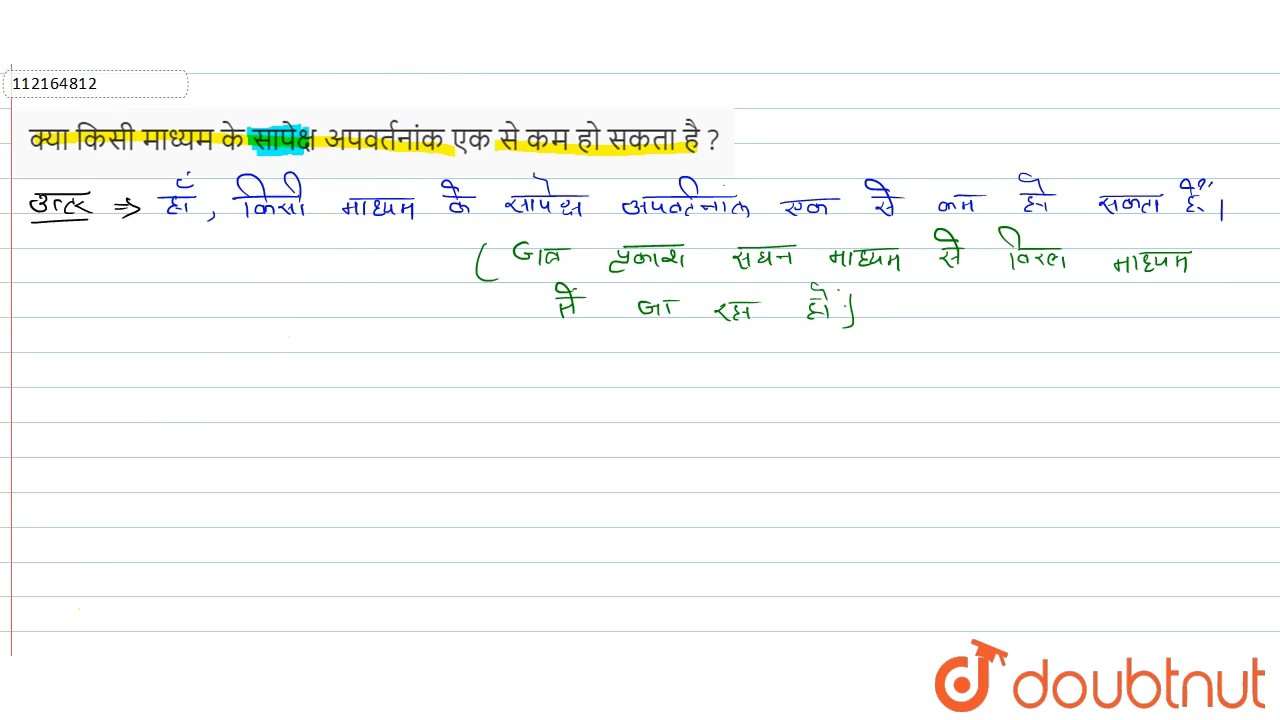 112164812
क्या किसी माध्यम के सापेक्ष अपवर्तनांक एक से कम हो सकता है ?
उत्तर ⇒ हाँ, किसी माध्यम के सापेक्ष अपवर्तनांक एक से कम हो सकता है।
(जब प्रकाश सघन माध्यम से विरल माध्यम
में जा रहा हो)
doubtnut